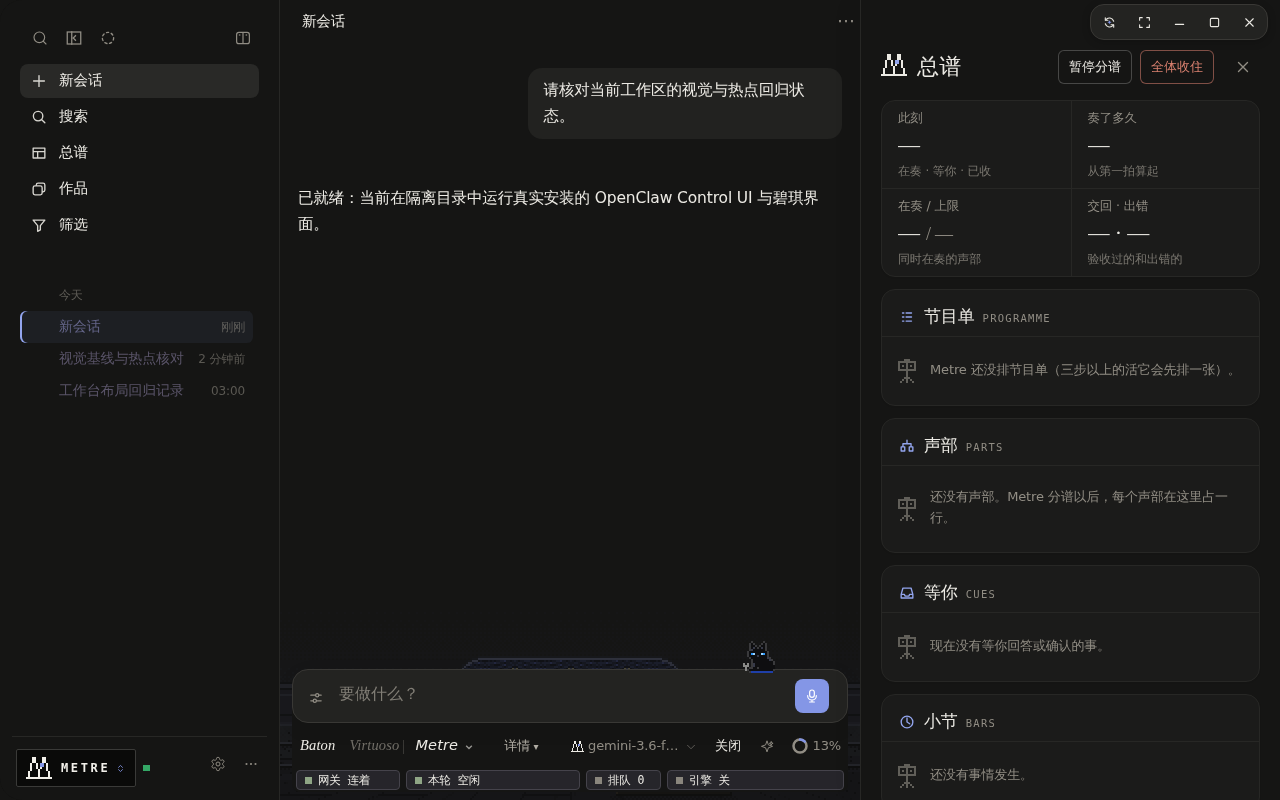 新会话
搜索
总谱
作品
筛选
今天
新会话 刚刚
视觉基线与热点核对 2 分钟前
工作台布局回归记录 03:00
METRE
新会话
请核对当前工作区的视觉与热点回归状
态。
已就绪：当前在隔离目录中运行真实安装的 OpenClaw Control UI 与碧琪界
面。
要做什么？
Baton Virtuoso Metre 详情 gemini-3.6-f… 关闭 13%
网关 连着 本轮 空闲 排队 0 引擎 关
总谱 暂停分谱 全体收住
此刻
—
在奏 · 等你 · 已收
奏了多久
—
从第一拍算起
在奏 / 上限
— / —
同时在奏的声部
交回 · 出错
— · —
验收过的和出错的
节目单 PROGRAMME
Metre 还没排节目单（三步以上的活它会先排一张）。
声部 PARTS
还没有声部。Metre 分谱以后，每个声部在这里占一
行。
等你 CUES
现在没有等你回答或确认的事。
小节 BARS
还没有事情发生。